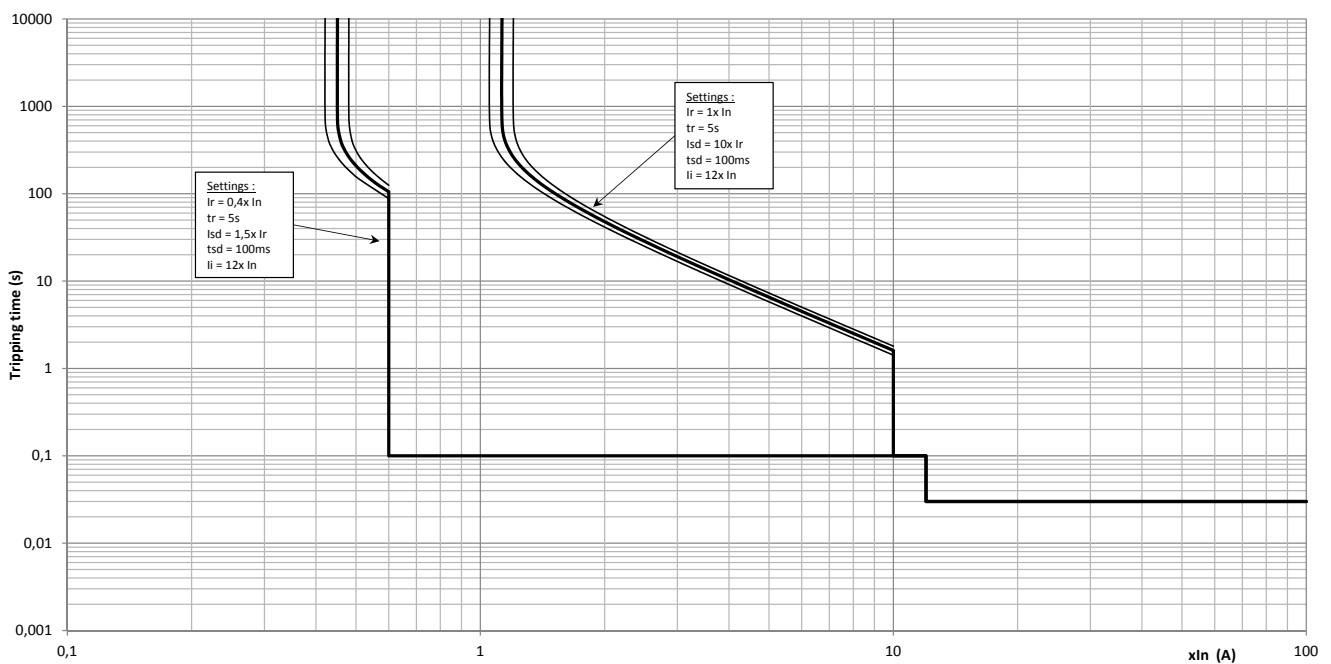 10000
1000
100
10
1
0,1
0,01
0,001
Tripping time (s)
Settings :
Ir = 0,4x In
tr = 5s
Isd = 1,5x Ir
tsd = 100ms
Ii = 12x In
Settings :
Ir = 1x In
tr = 5s
Isd = 10x Ir
tsd = 100ms
Ii = 12x In
0,1
1
10
100
xIn (A)